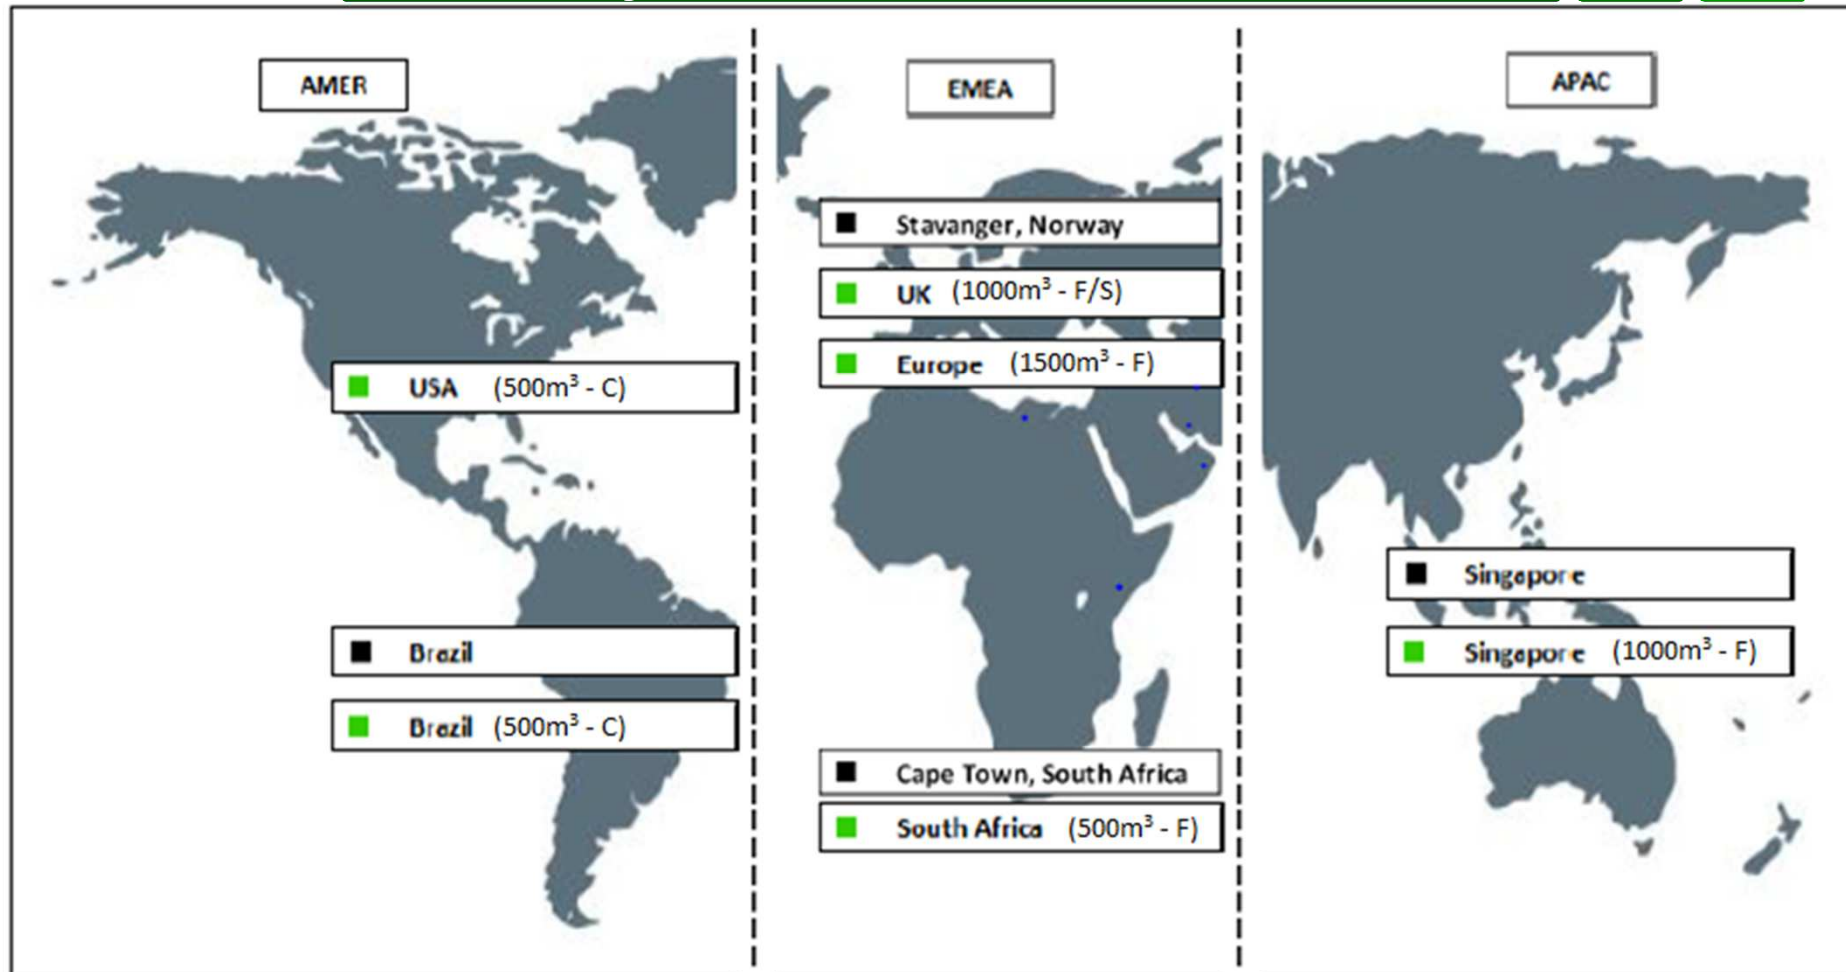 AMER
USA (500m³ - C)
Brazil
Brazil (500m³ - C)
EMEA
Stavanger, Norway
UK (1000m³ - F/S)
Europe (1500m³ - F)
Cape Town, South Africa
South Africa (500m³ - F)
APAC
Singapore
Singapore (1000m³ - F)